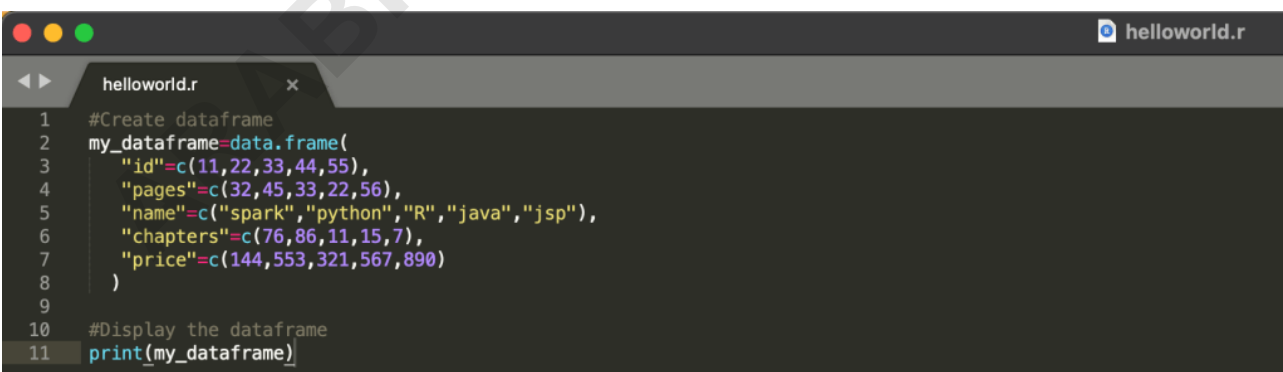 helloworld.r
helloworld.r ×
1 #Create dataframe
2 my_dataframe=data.frame(
3 "id"=c(11,22,33,44,55),
4 "pages"=c(32,45,33,22,56),
5 "name"=c("spark","python","R","java","jsp"),
6 "chapters"=c(76,86,11,15,7),
7 "price"=c(144,553,321,567,890)
8 )
9
10 #Display the dataframe
11 print(my_dataframe)